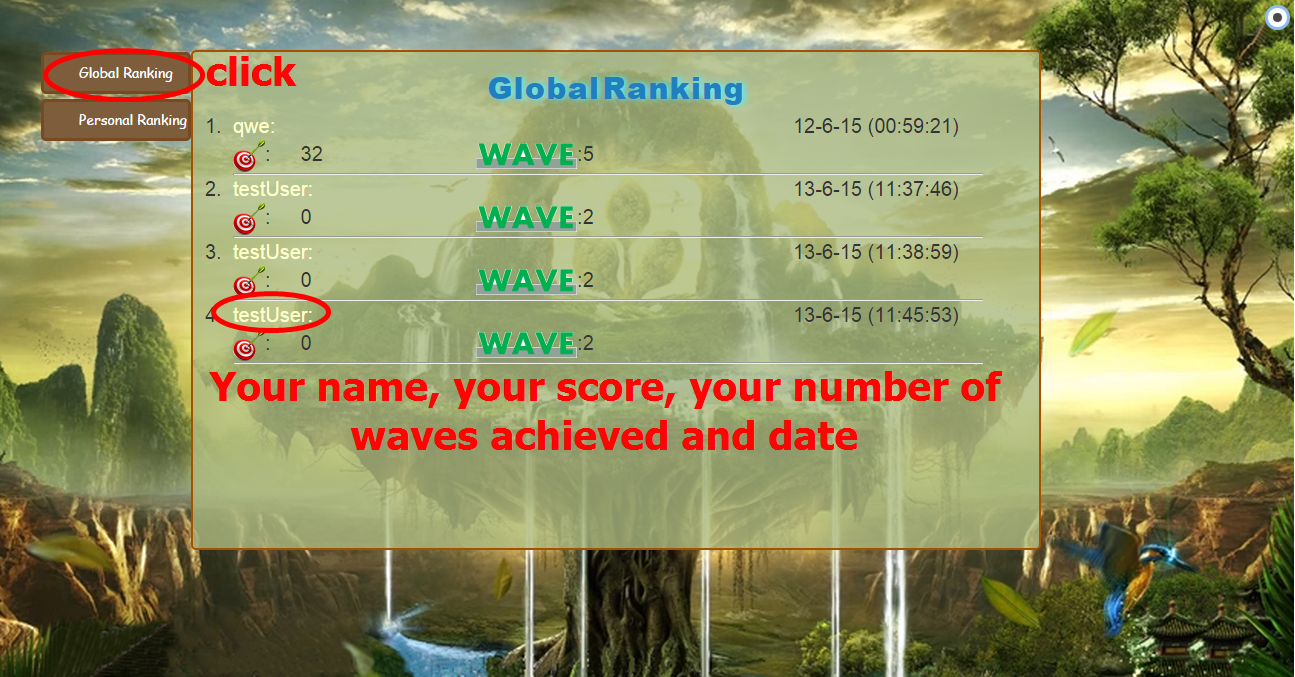 Global Ranking
click
Personal Ranking
GlobalRanking
1. qwe: 12-6-15 (00:59:21)
: 32 WAVE:5
2. testUser: 13-6-15 (11:37:46)
: 0 WAVE:2
3. testUser: 13-6-15 (11:38:59)
: 0 WAVE:2
4. testUser: 13-6-15 (11:45:53)
: 0 WAVE:2
Your name, your score, your number of
waves achieved and date